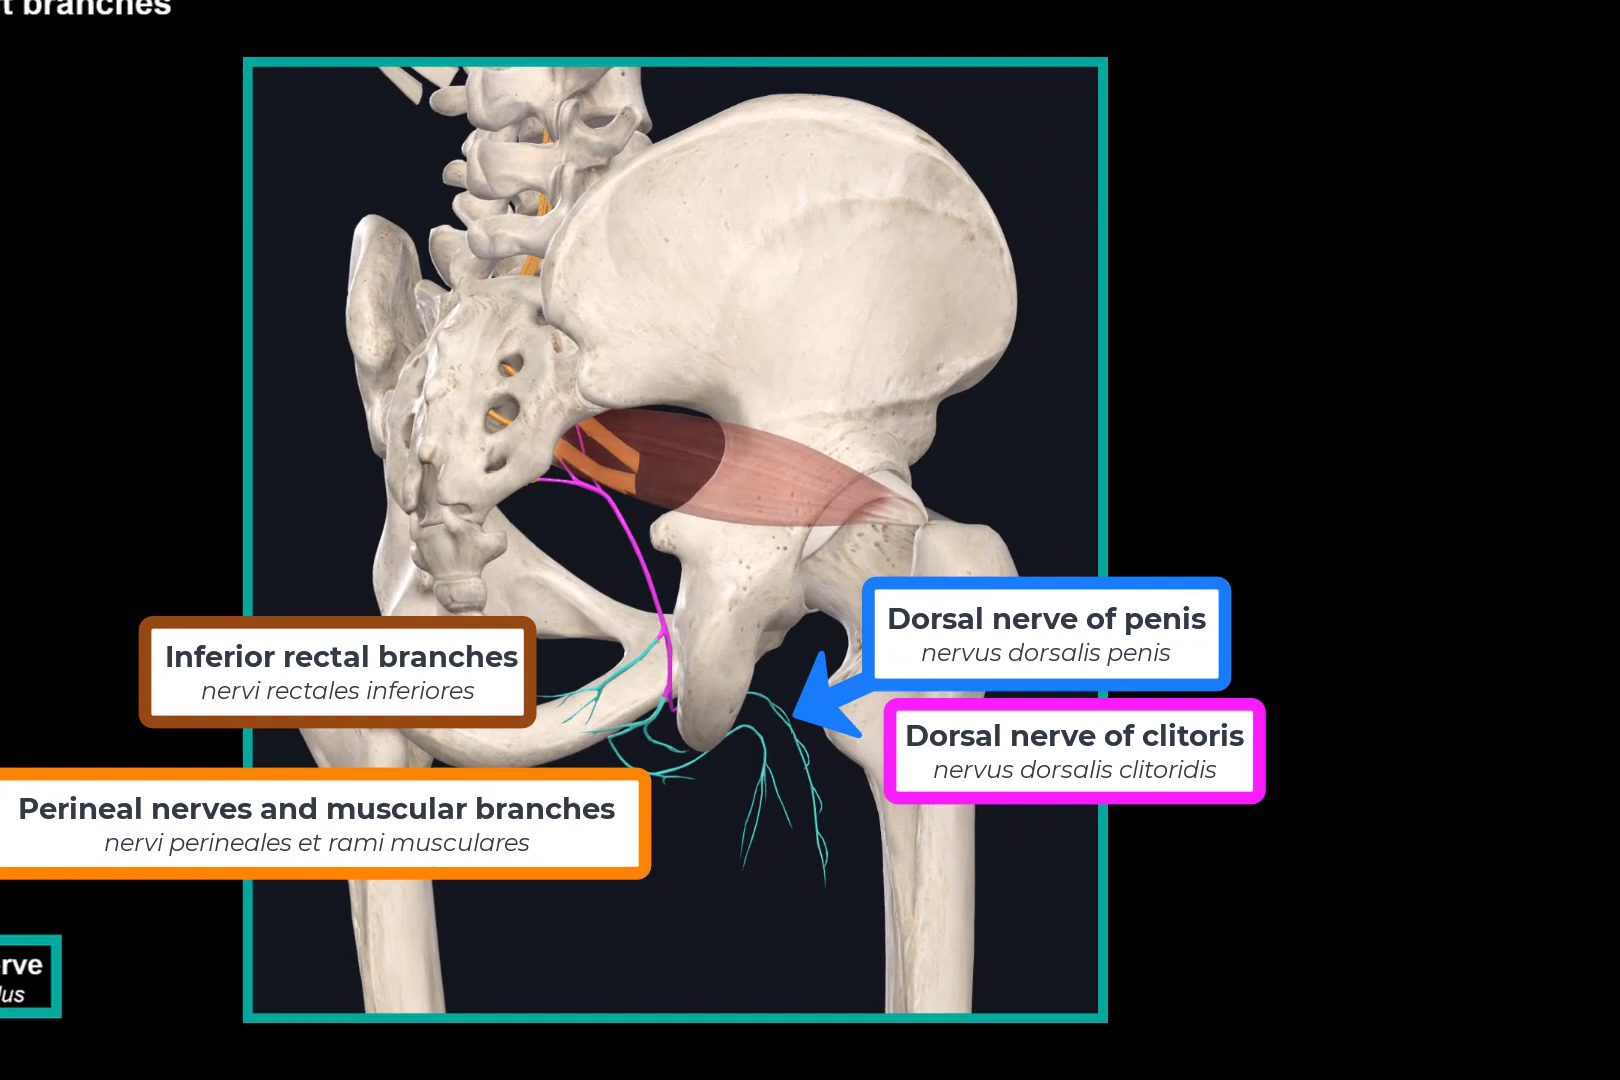 branches
Inferior rectal branches
nervi rectales inferiores
Dorsal nerve of penis
nervus dorsalis penis
Dorsal nerve of clitoris
nervus dorsalis clitoridis
Perineal nerves and muscular branches
nervi perineales et rami musculares